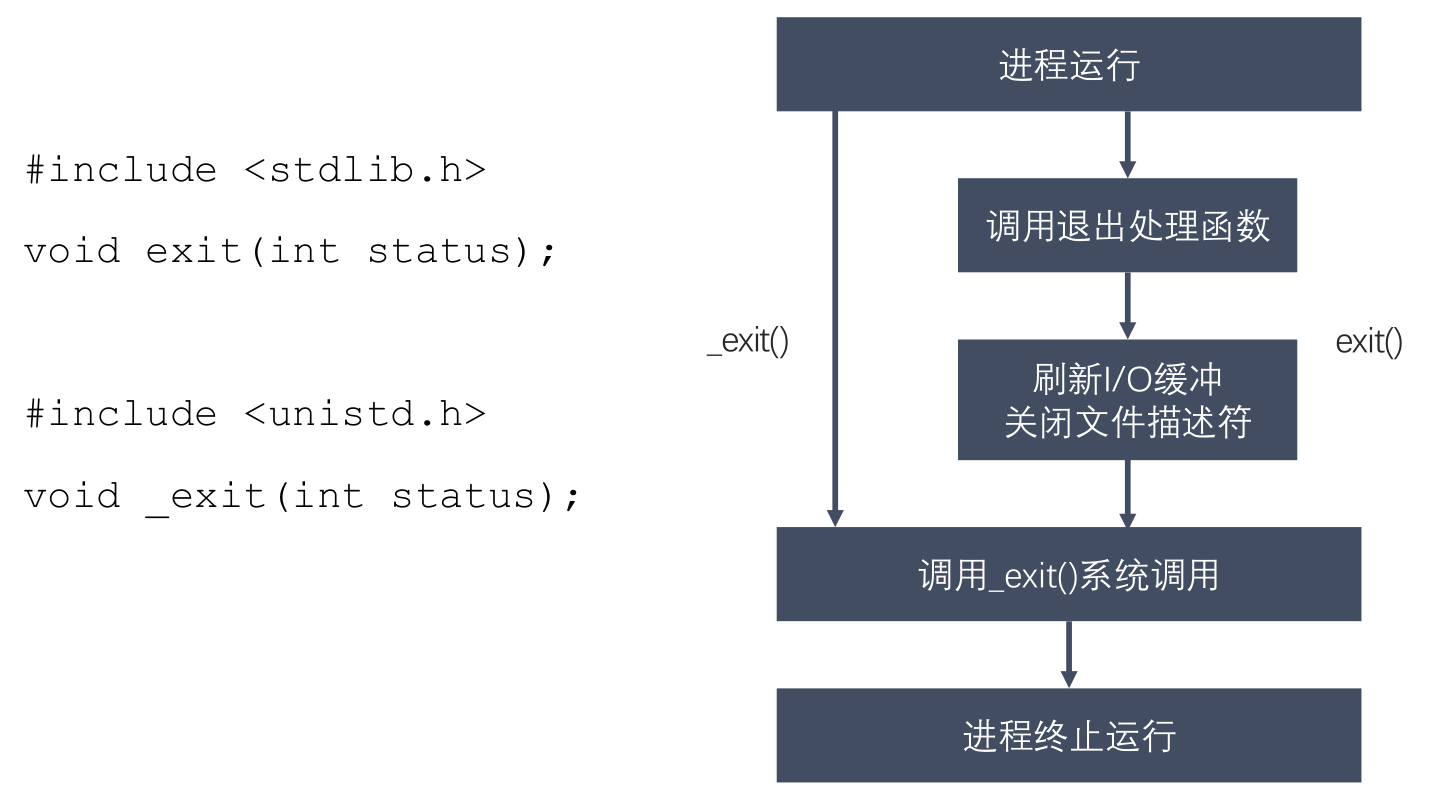 #include <stdlib.h>
void exit(int status);
#include <unistd.h>
void _exit(int status);
进程运行
调用退出处理函数
_exit()
exit()
刷新I/O缓冲
关闭文件描述符
调用_exit()系统调用
进程终止运行